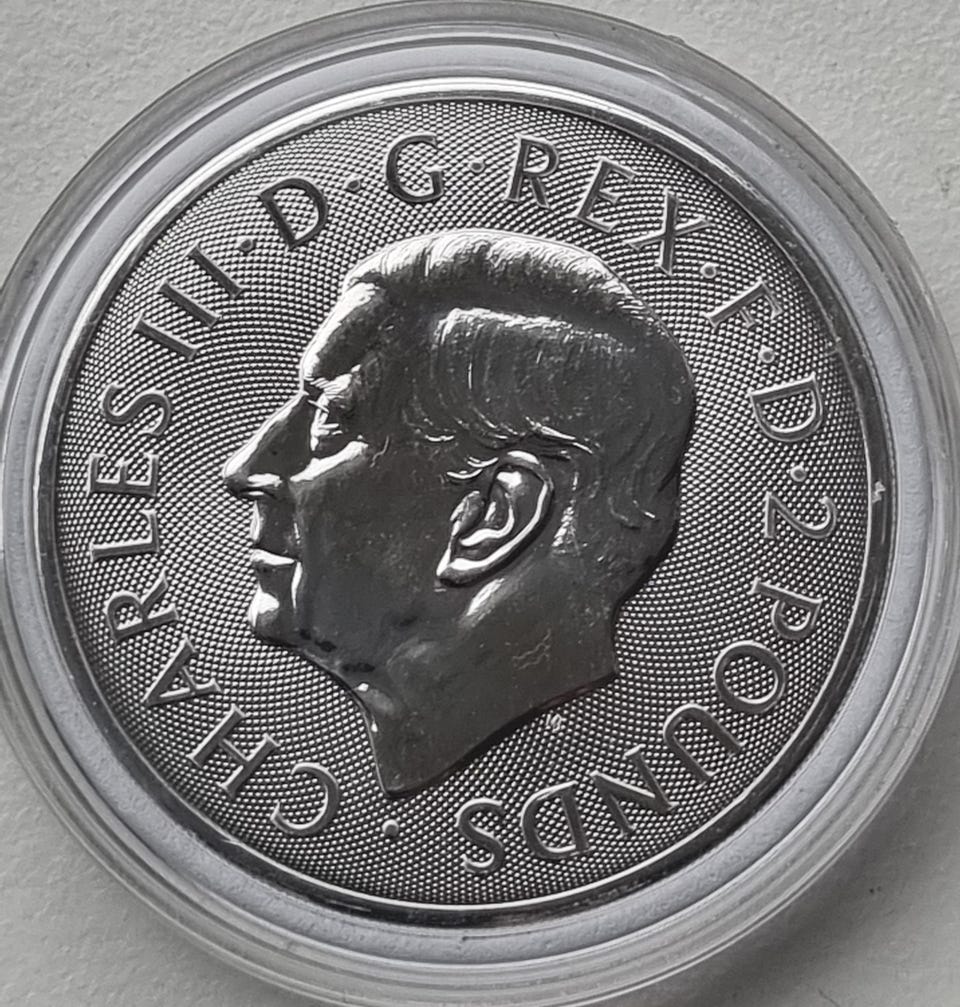 CHARLES III · D · G · REX · F · D · 2 POUNDS ·